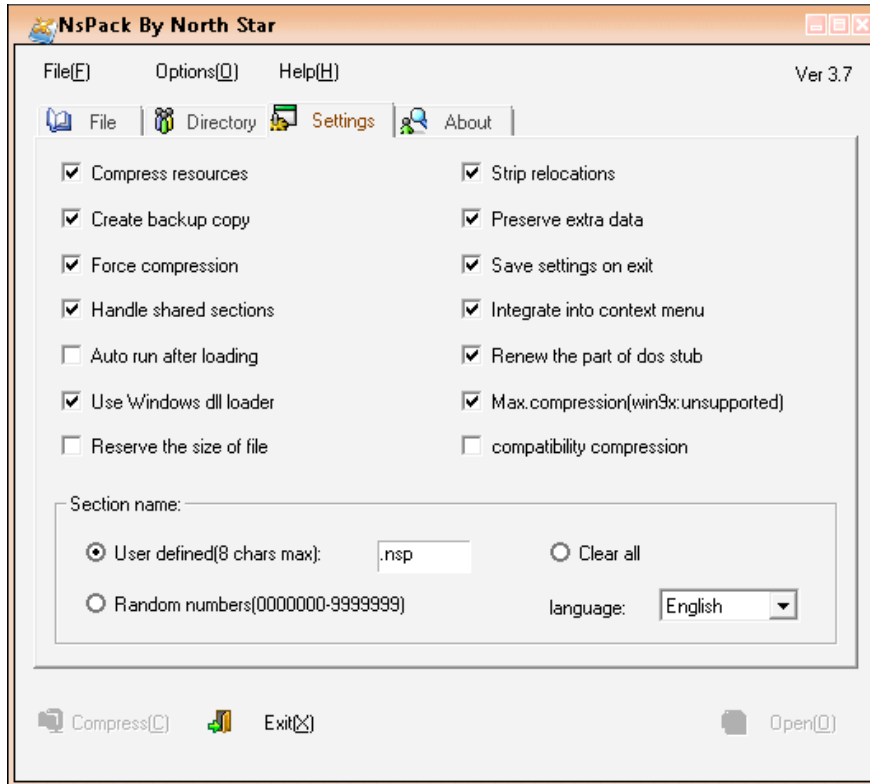 NsPack By North Star
File(F) Options(O) Help(H) Ver 3.7
File Directory Settings About
Compress resources Strip relocations
Create backup copy Preserve extra data
Force compression Save settings on exit
Handle shared sections Integrate into context menu
Auto run after loading Renew the part of dos stub
Use Windows dll loader Max.compression(win9x:unsupported)
Reserve the size of file compatibility compression
Section name:
User defined(8 chars max): .nsp Clear all
Random numbers(0000000-9999999) language: English
Compress(C) Exit(X) Open(O)